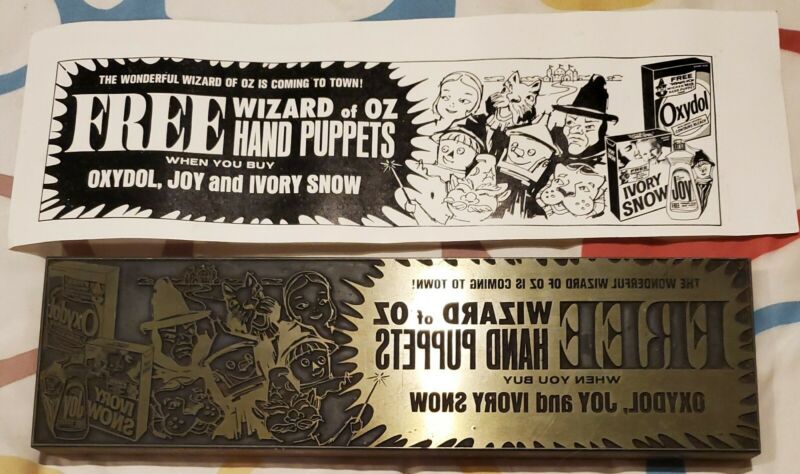 THE WONDERFUL WIZARD OF OZ IS COMING TO TOWN!
FREE WIZARD of OZ
HAND PUPPETS
WHEN YOU BUY
OXYDOL, JOY and IVORY SNOW
FREE
Oxydol
FREE
IVORY
SNOW
JOY
FREE
THE WONDERFUL WIZARD OF OZ IS COMING TO TOWN!
FREE WIZARD of OZ
HAND PUPPETS
WHEN YOU BUY
OXYDOL, JOY and IVORY SNOW
Oxydol
IVORY
SNOW
JOY